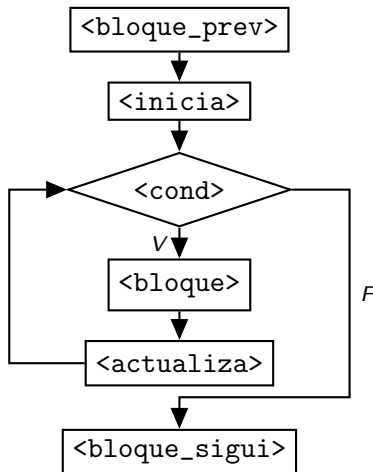 <bloque_prev>
<inicia>
<cond>
V
<bloque>
F
<actualiza>
<bloque_sigui>